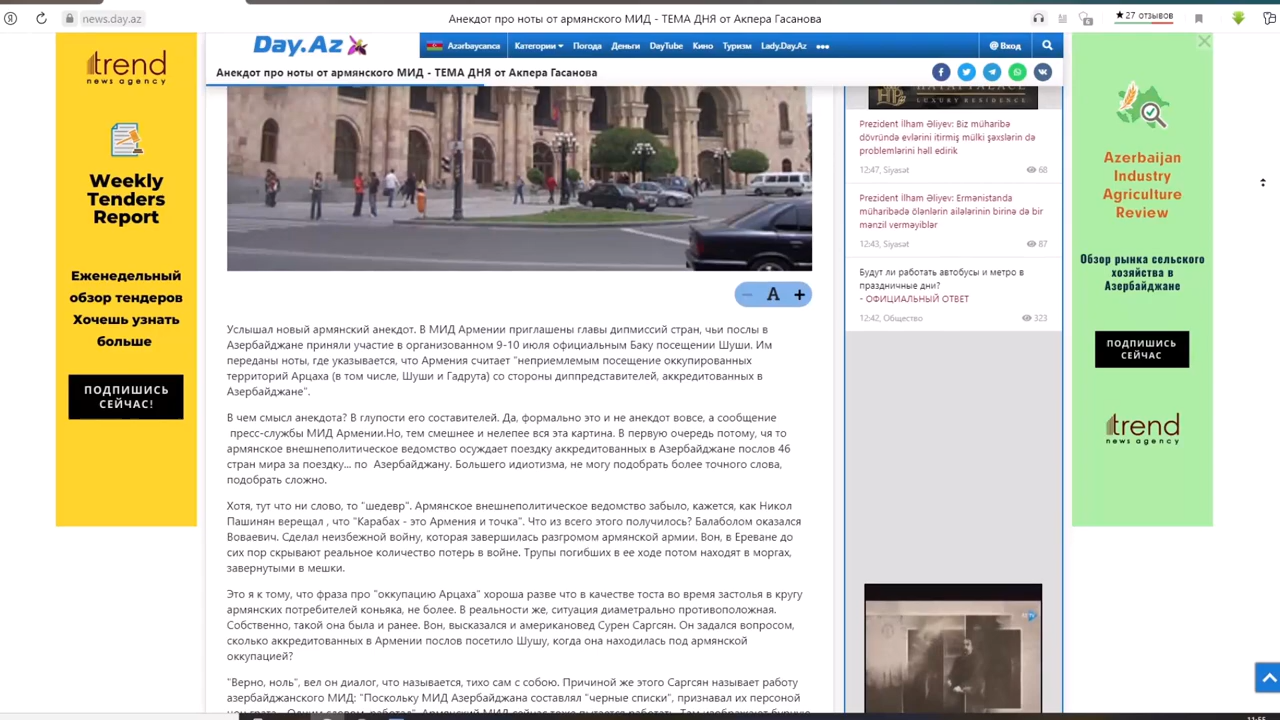 news.day.az
Анекдот про ноты от армянского МИД - ТЕМА ДНЯ от Акпера Гасанова
★ 27 отзывов
trend
news agency
Weekly
Tenders
Report
Еженедельный
обзор тендеров
Хочешь узнать
больше
ПОДПИШИСЬ
СЕЙЧАС!
Day.Az
Azərbaycanca
Категории
Погода
Деньги
DayTube
Кино
Туризм
Lady.Day.Az
Вход
Анекдот про ноты от армянского МИД - ТЕМА ДНЯ от Акпера Гасанова
− A +
Услышал новый армянский анекдот. В МИД Армении приглашены главы дипмиссий стран, чьи послы в
Азербайджане приняли участие в организованном 9-10 июля официальным Баку посещении Шуши. Им
переданы ноты, где указывается, что Армения считает "неприемлемым посещение оккупированных
территорий Арцаха (в том числе, Шуши и Гадрута) со стороны диппредставителей, аккредитованных в
Азербайджане".
В чем смысл анекдота? В глупости его составителей. Да, формально это и не анекдот вовсе, а сообщение
пресс-службы МИД Армении.Но, тем смешнее и нелепее вся эта картина. В первую очередь потому, чя то
армянское внешнеполитическое ведомство осуждает поездку аккредитованных в Азербайджане послов 46
стран мира за поездку... по Азербайджану. Большего идиотизма, не могу подобрать более точного слова,
подобрать сложно.
Хотя, тут что ни слово, то "шедевр". Армянское внешнеполитическое ведомство забыло, кажется, как Никол
Пашинян верещал , что "Карабах - это Армения и точка". Что из всего этого получилось? Балаболом оказался
Воваевич. Сделал неизбежной войну, которая завершилась разгромом армянской армии. Вон, в Ереване до
сих пор скрывают реальное количество потерь в войне. Трупы погибших в ее ходе потом находят в моргах,
завернутыми в мешки.
Это я к тому, что фраза про "оккупацию Арцаха" хороша разве что в качестве тоста во время застолья в кругу
армянских потребителей коньяка, не более. В реальности же, ситуация диаметрально противоположная.
Собственно, такой она была и ранее. Вон, высказался и американовед Сурен Саргсян. Он задался вопросом,
сколько аккредитованных в Армении послов посетило Шушу, когда она находилась под армянской
оккупацией?
"Верно, ноль", вел он диалог, что называется, тихо сам с собою. Причиной же этого Саргсян называет работу
азербайджанского МИД: "Поскольку МИД Азербайджана составлял "черные списки", признавал их персоной
LUXURY RESIDENCE
Prezident İlham Əliyev: Biz müharibə
dövründə evlərini itirmiş mülki şəxslərin də
problemlərini həll edirik
12:47, Siyasət
68
Prezident İlham Əliyev: Ermənistanda
müharibədə ölənlərin ailələrinin birinə də bir
mənzil verməyiblər
12:43, Siyasət
87
Будут ли работать автобусы и метро в
праздничные дни?
- ОФИЦИАЛЬНЫЙ ОТВЕТ
12:42, Общество
323
Azerbaijan
Industry
Agriculture
Review
Обзор рынка сельского
хозяйства в
Азербайджане
ПОДПИШИСЬ
СЕЙЧАС
trend
news agency